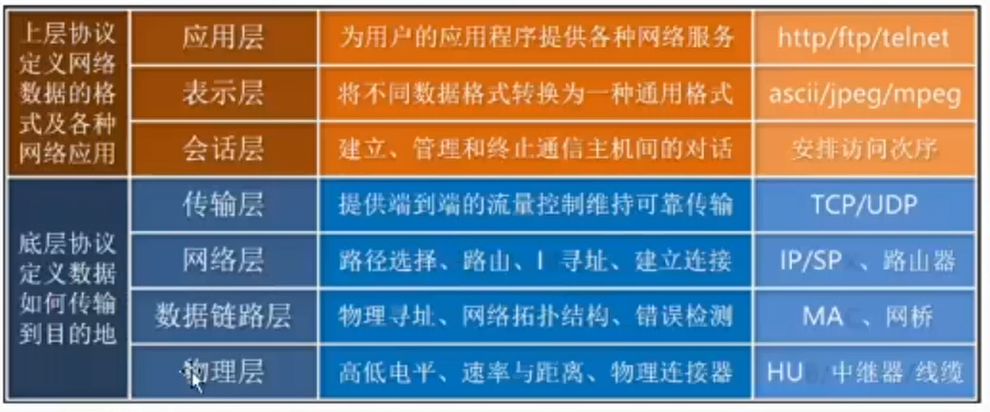 上层协议
定义网络
数据的格
式及各种
网络应用
应用层 为用户的应用程序提供各种网络服务 http/ftp/telnet
表示层 将不同数据格式转换为一种通用格式 ascii/jpeg/mpeg
会话层 建立、管理和终止通信主机间的对话 安排访问次序
底层协议
定义数据
如何传输
到目的地
传输层 提供端到端的流量控制维持可靠传输 TCP/UDP
网络层 路径选择、路山、I 寻址、建立连接 IP/SP 、路山器
数据链路层 物理寻址、网络拓扑结构、错误检测 MA 、网桥
物理层 高低电平、速率与距离、物理连接器 HU 中继器 线缆